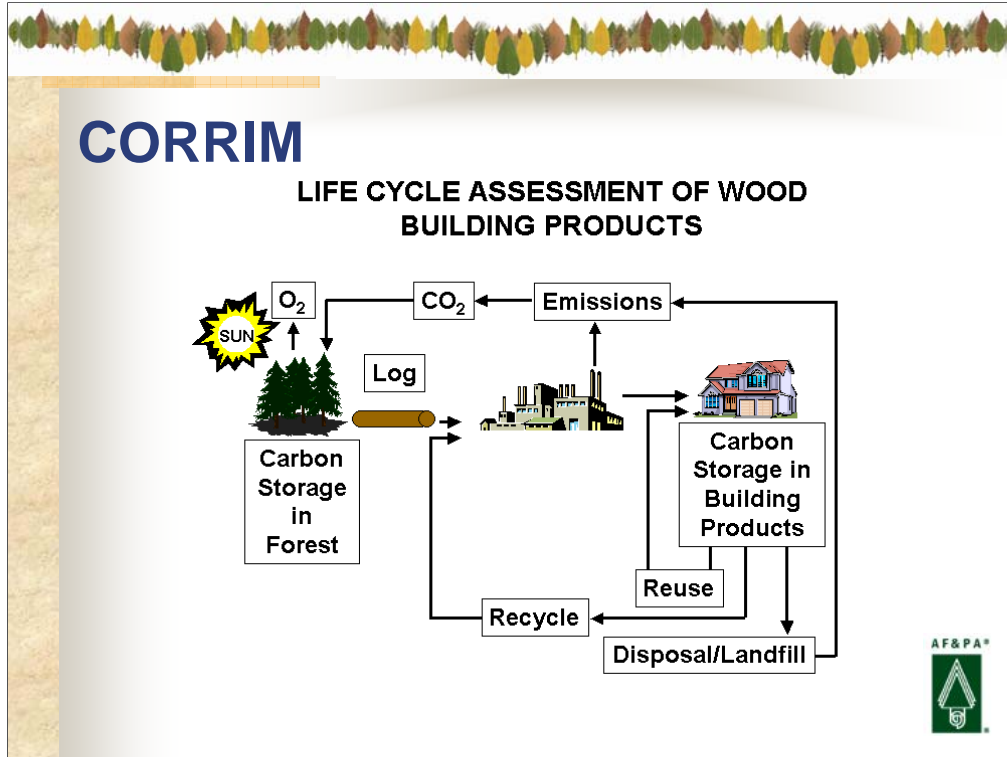 CORRIM
LIFE CYCLE ASSESSMENT OF WOOD
BUILDING PRODUCTS
O₂
CO₂
Emissions
SUN
Log
Carbon
Storage
in
Forest
Carbon
Storage in
Building
Products
Reuse
Recycle
Disposal/Landfill
AF&PA®